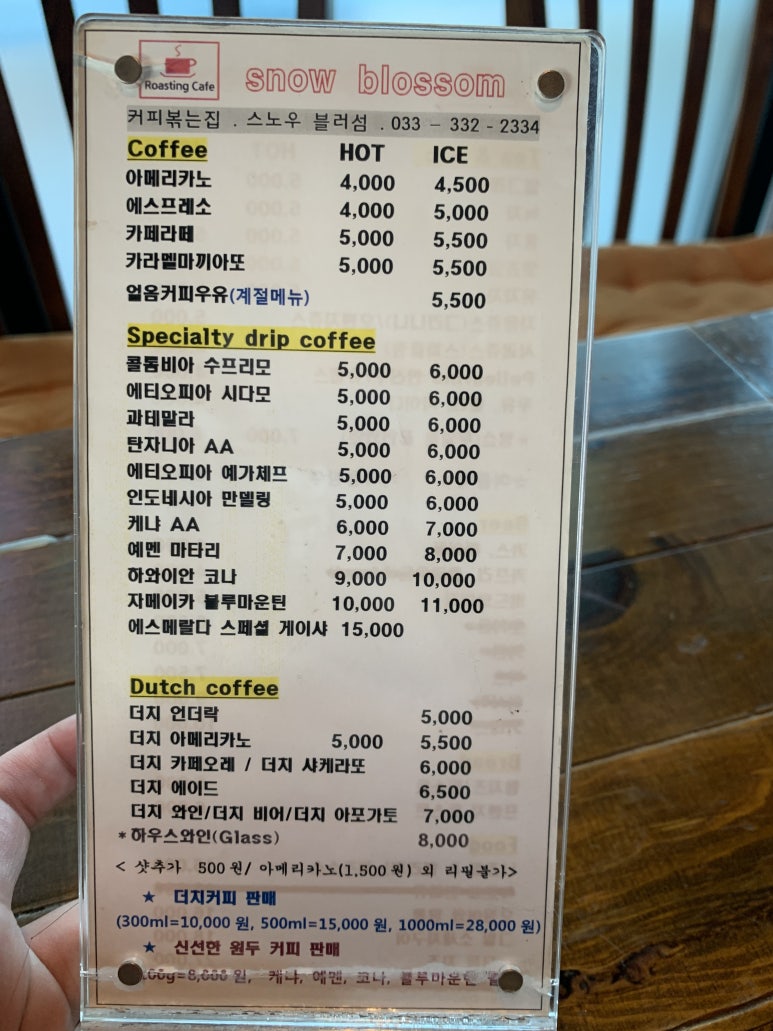 Roasting Cafe
snow blossom
커피볶는집 . 스노우 블러섬 . 033 - 332 - 2334
Coffee HOT ICE
아메리카노 4,000 4,500
에스프레소 4,000 5,000
카페라떼 5,000 5,500
카라멜마끼아또 5,000 5,500
얼음커피우유(계절메뉴) 5,500
Specialty drip coffee
콜롬비아 수프리모 5,000 6,000
에티오피아 시다모 5,000 6,000
과테말라 5,000 6,000
탄자니아 AA 5,000 6,000
에티오피아 예가체프 5,000 6,000
인도네시아 만델링 5,000 6,000
케냐 AA 6,000 7,000
예멘 마타리 7,000 8,000
하와이안 코나 9,000 10,000
자메이카 블루마운틴 10,000 11,000
에스메랄다 스페셜 게이샤 15,000
Dutch coffee
더치 언더락 5,000
더치 아메리카노 5,000 5,500
더치 카페오레 / 더치 샤케라또 6,000
더치 에이드 6,500
더치 와인/더치 비어/더치 아포가토 7,000
*하우스와인(Glass) 8,000
< 샷추가 500원/ 아메리카노(1,500원) 외 리필불가>
★ 더치커피 판매
(300ml=10,000 원, 500ml=15,000 원, 1000ml=28,000 원)
★ 신선한 원두 커피 판매
케냐, 예멘, 코나, 블루마운틴